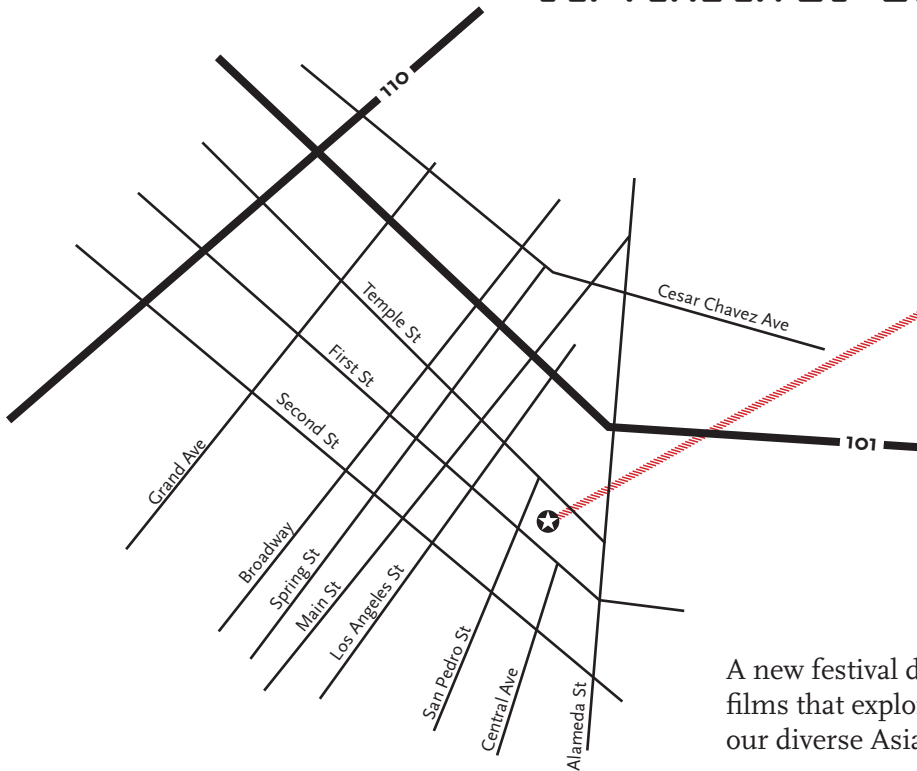 110
Cesar Chavez Ave
Temple St
First St
Second St
101
Grand Ave
Broadway
Spring St
Main St
Los Angeles St
San Pedro St
Central Ave
Alameda St
A new festival d
films that explo
our diverse Asia